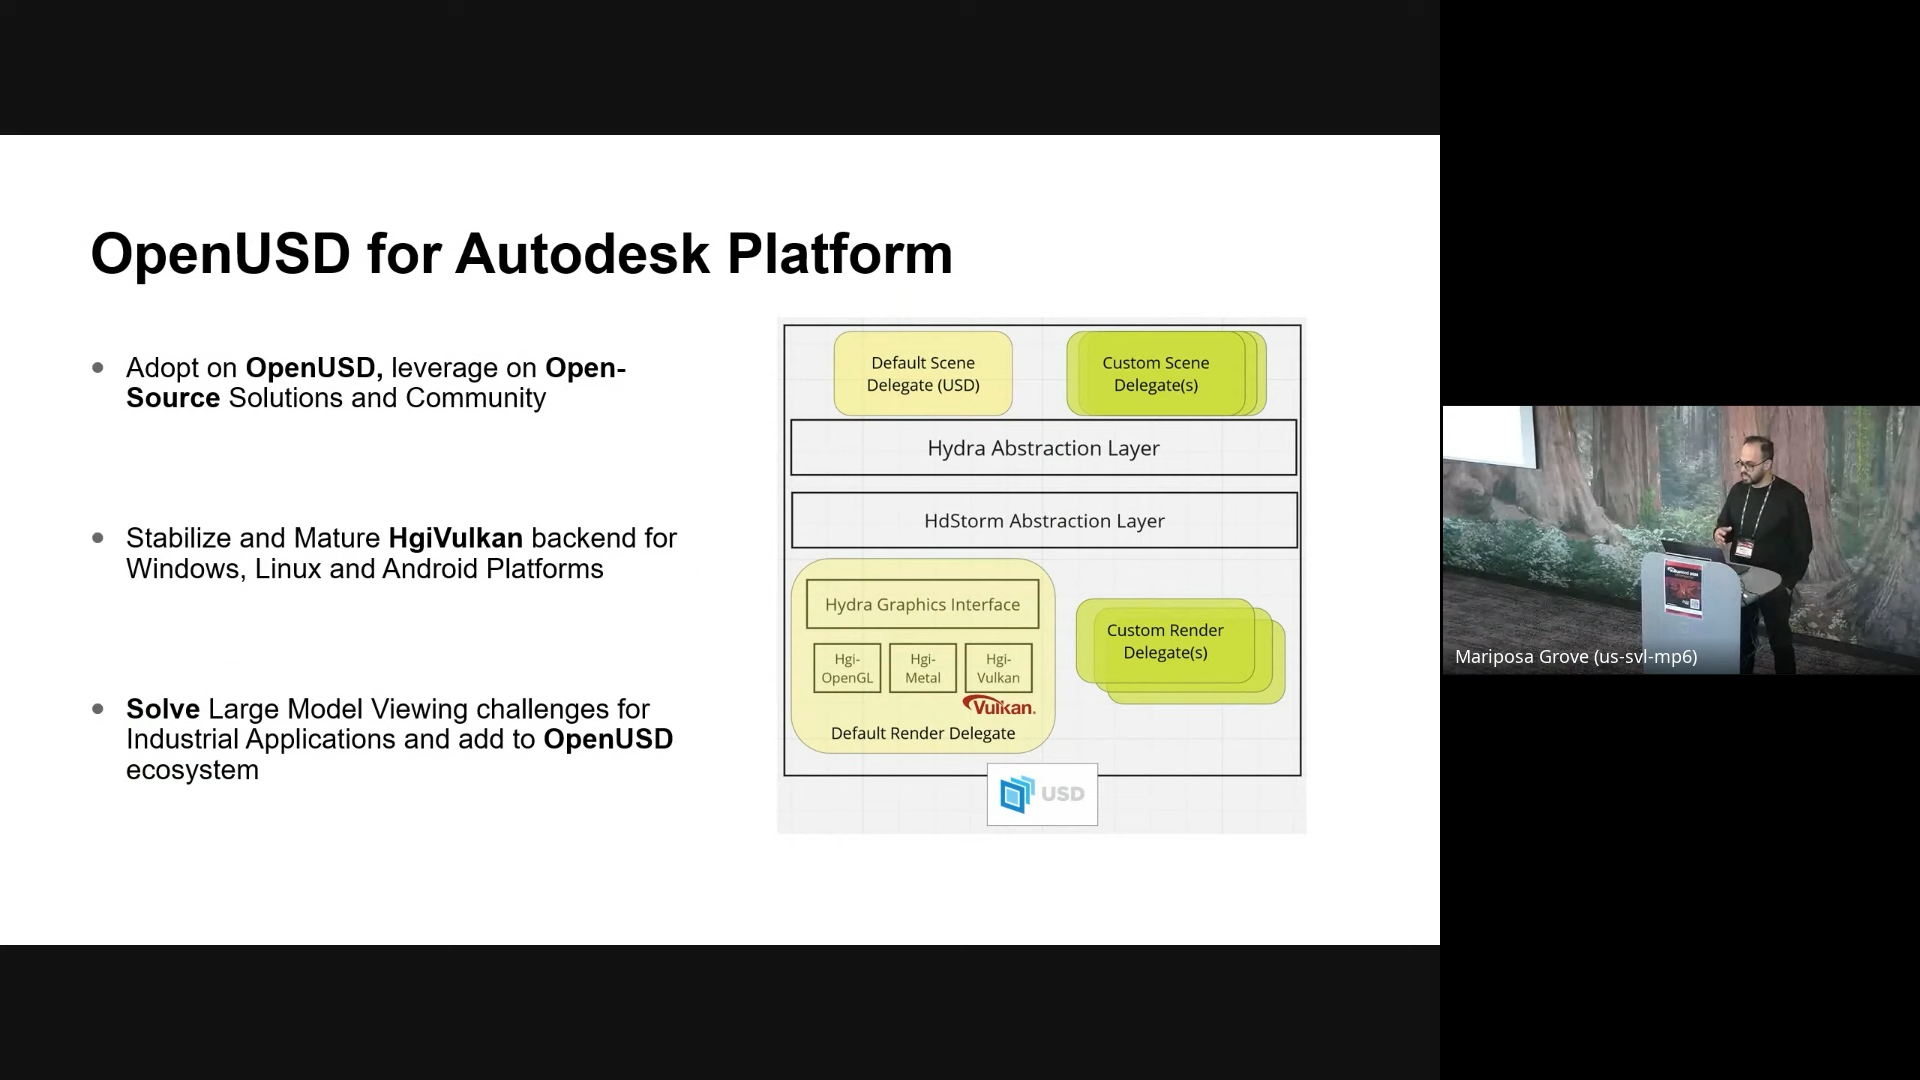 OpenUSD for Autodesk Platform
Adopt on OpenUSD, leverage on Open-
Source Solutions and Community
Stabilize and Mature HgiVulkan backend for
Windows, Linux and Android Platforms
Solve Large Model Viewing challenges for
Industrial Applications and add to OpenUSD
ecosystem
Default Scene
Delegate (USD)
Custom Scene
Delegate(s)
Hydra Abstraction Layer
HdStorm Abstraction Layer
Hydra Graphics Interface
Hgi-
OpenGL
Hgi-
Metal
Hgi-
Vulkan
Vulkan.
Default Render Delegate
Custom Render
Delegate(s)
USD
Mariposa Grove (us-svl-mp6)